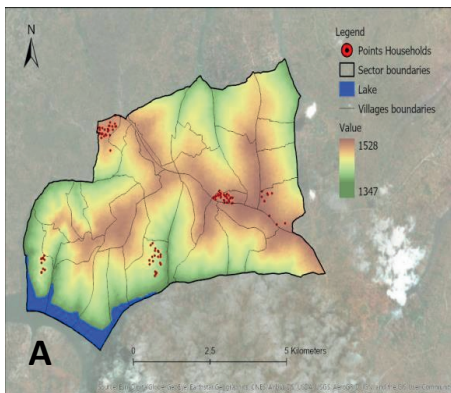 N
Legend
Points Households
Sector boundaries
Lake
Villages boundaries
Value
1528
1347
A
0 2.5 5 Kilometers